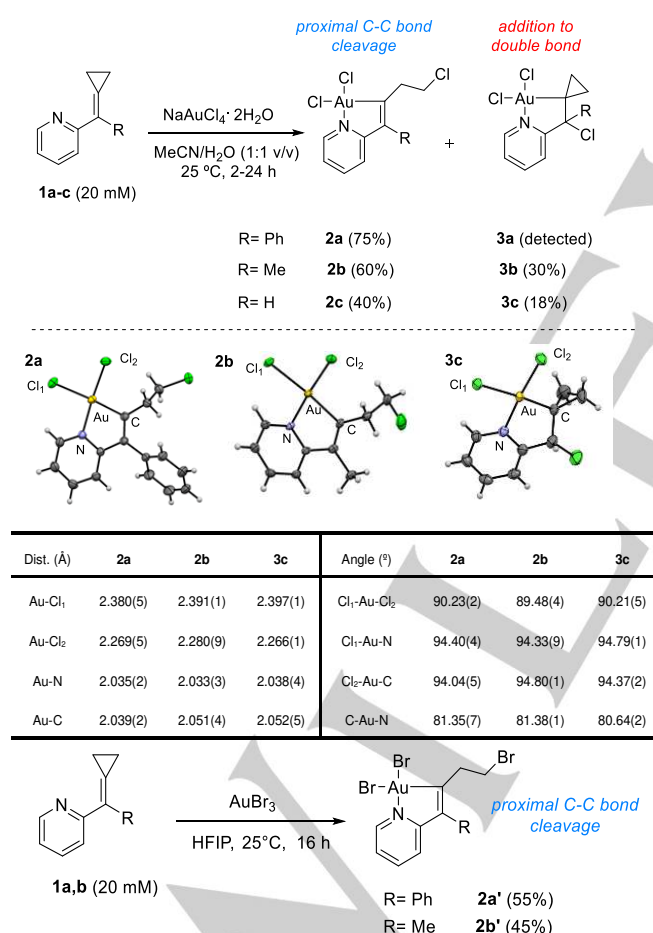 proximal C-C bond cleavage
addition to double bond
N
R
1a-c (20 mM)
NaAuCl4· 2H2O
MeCN/H2O (1:1 v/v)
25 ºC, 2-24 h
Cl
Cl
Au
N
Cl
R
+
Cl
Cl
Au
N
R
Cl
R= Ph 2a (75%) 3a (detected)
R= Me 2b (60%) 3b (30%)
R= H 2c (40%) 3c (18%)
2a
Cl1
Cl2
Au
C
N
2b
Cl1
Cl2
Au
C
N
3c
Cl1
Cl2
Au
C
N
Dist. (Å) 2a 2b 3c Angle (º) 2a 2b 3c
Au-Cl1 2.380(5) 2.391(1) 2.397(1) Cl1-Au-Cl2 90.23(2) 89.48(4) 90.21(5)
Au-Cl2 2.269(5) 2.280(9) 2.266(1) Cl1-Au-N 94.40(4) 94.33(9) 94.79(1)
Au-N 2.035(2) 2.033(3) 2.038(4) Cl2-Au-C 94.04(5) 94.80(1) 94.37(2)
Au-C 2.039(2) 2.051(4) 2.052(5) C-Au-N 81.35(7) 81.38(1) 80.64(2)
N
R
1a,b (20 mM)
AuBr3
HFIP, 25°C, 16 h
Br
Br
Au
N
Br
R
proximal C-C bond
cleavage
R= Ph 2a' (55%)
R= Me 2b' (45%)